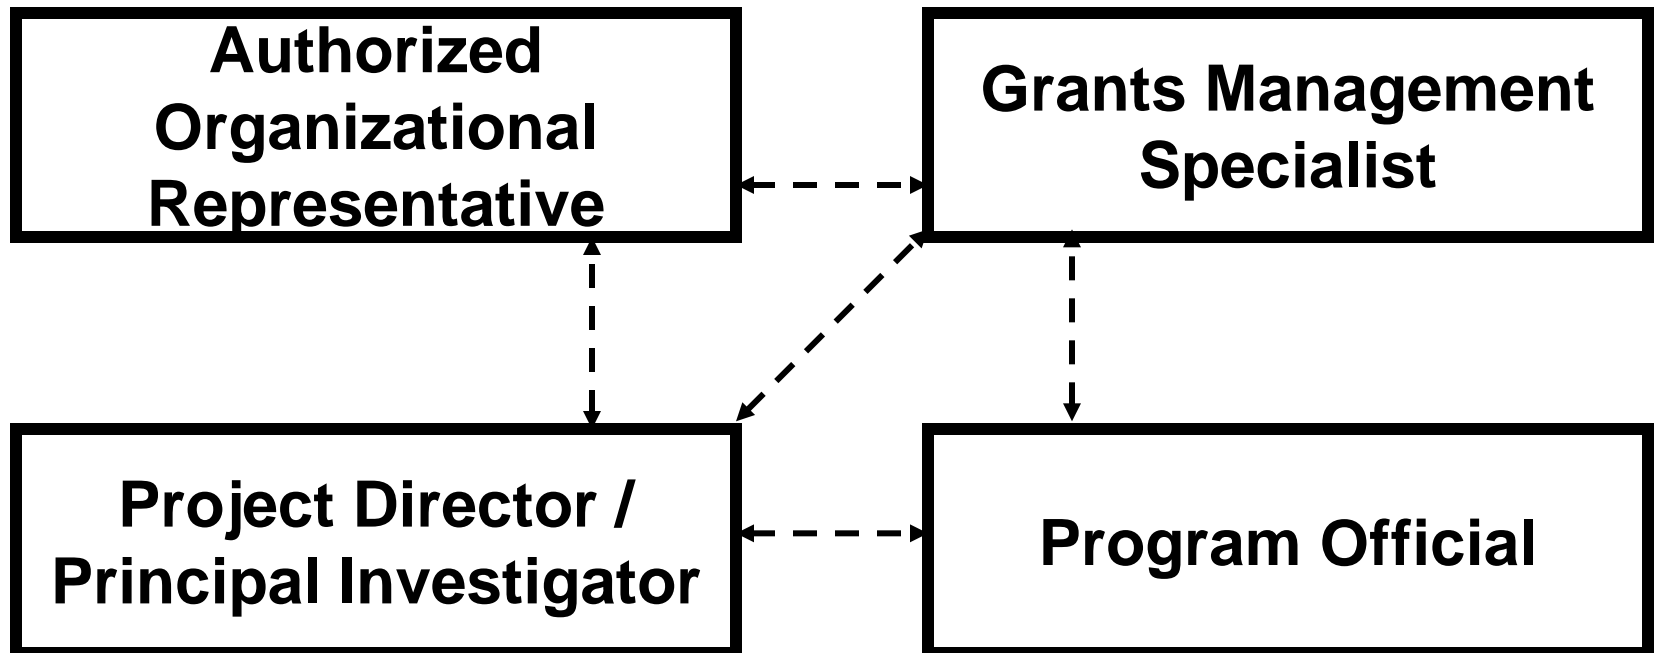 Authorized
Organizational
Representative
Grants Management
Specialist
Project Director /
Principal Investigator
Program Official